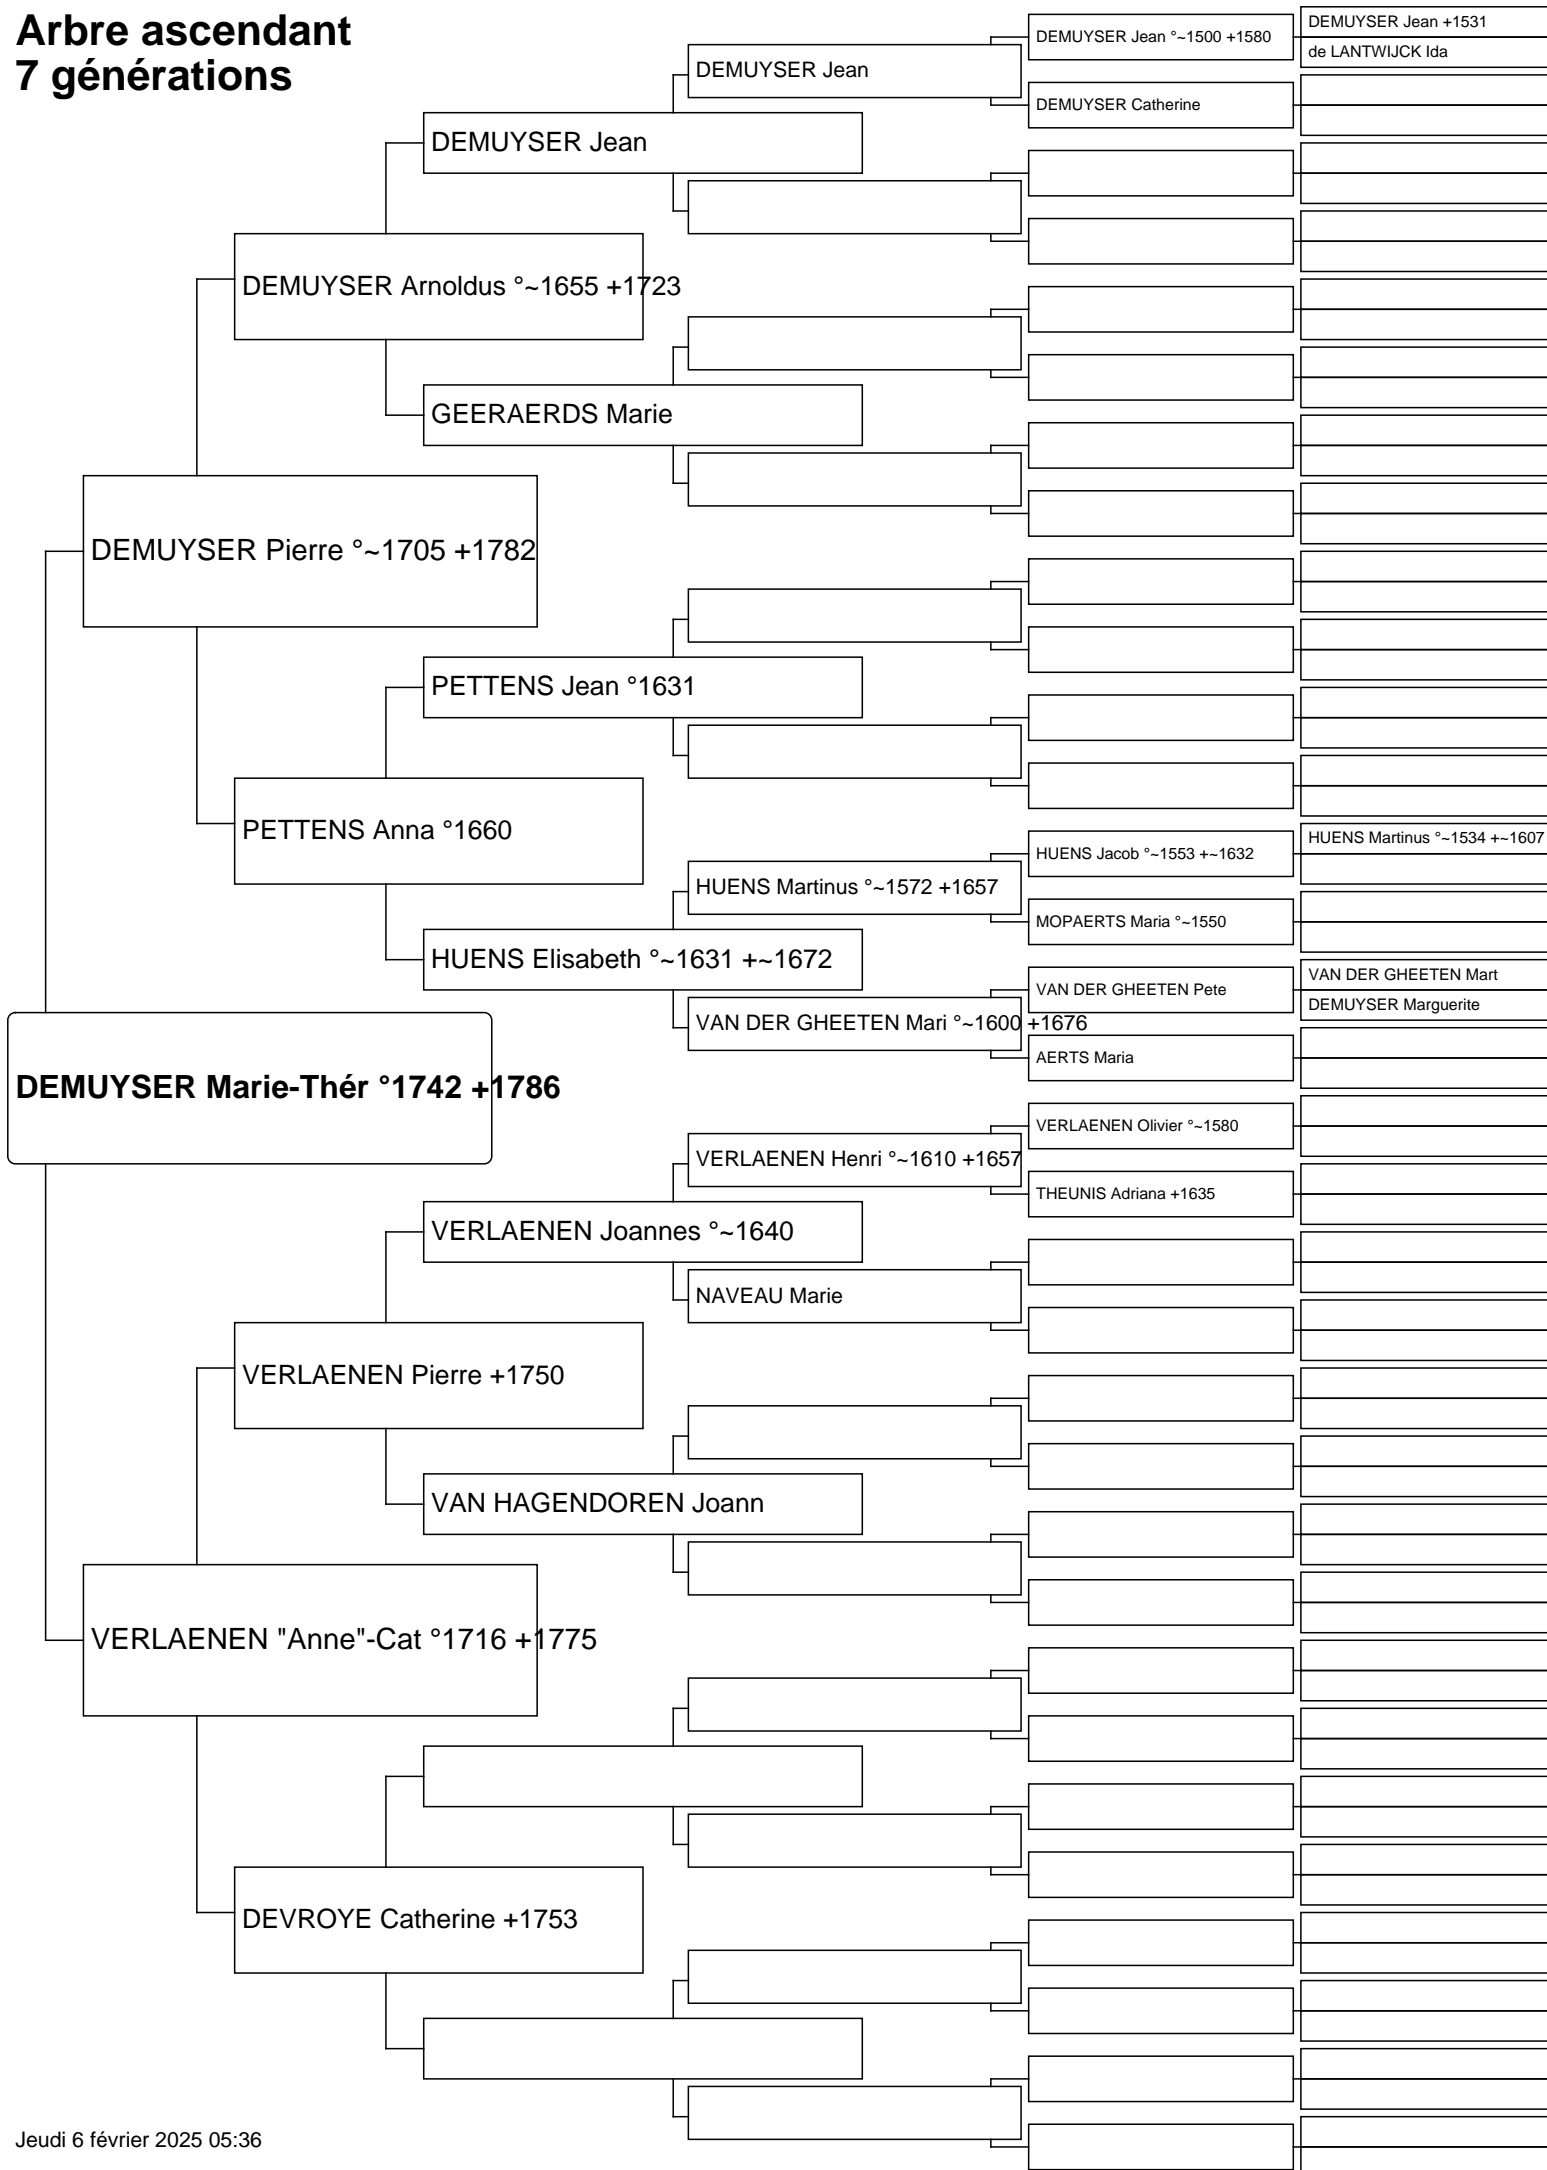 Arbre ascendant
7 générations
DEMUYSER Jean +1531
de LANTWIJCK Ida
DEMUYSER Jean °~1500 +1580
DEMUYSER Jean
DEMUYSER Catherine
DEMUYSER Jean
DEMUYSER Arnoldus °~1655 +1723
GEERAERDS Marie
DEMUYSER Pierre °~1705 +1782
PETTENS Jean °1631
PETTENS Anna °1660
HUENS Martinus °~1534 +~1607
HUENS Jacob °~1553 +~1632
HUENS Martinus °~1572 +1657
MOPAERTS Maria °~1550
HUENS Elisabeth °~1631 +~1672
VAN DER GHEETEN Mart
VAN DER GHEETEN Pete
DEMUYSER Marguerite
VAN DER GHEETEN Mari °~1600 +1676
AERTS Maria
DEMUYSER Marie-Thér °1742 +1786
VERLAENEN Olivier °~1580
VERLAENEN Henri °~1610 +1657
THEUNIS Adriana +1635
VERLAENEN Joannes °~1640
NAVEAU Marie
VERLAENEN Pierre +1750
VAN HAGENDOREN Joann
VERLAENEN "Anne"-Cat °1716 +1775
DEVROYE Catherine +1753
Jeudi 6 février 2025 05:36